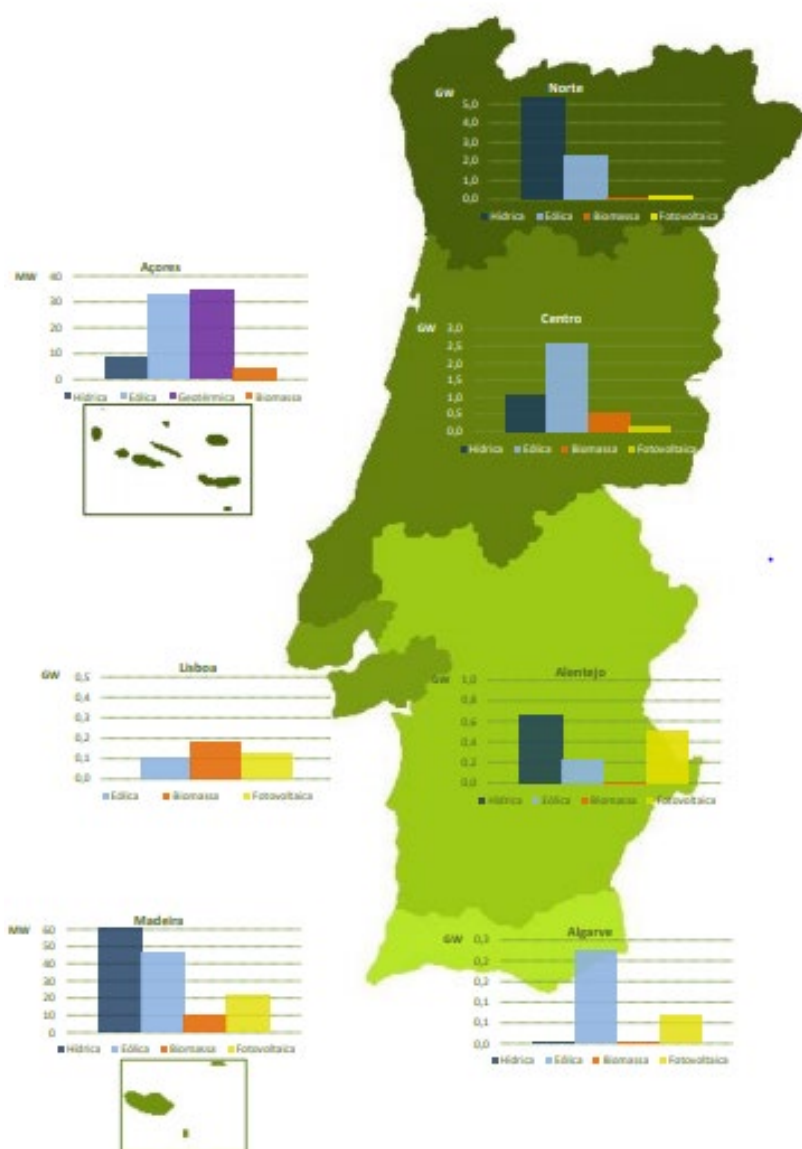 Norte
GW
5,0
4,0
3,0
2,0
1,0
0,0
Hídrica Eólica Biomassa Fotovoltaica
Açores
MW
40
30
20
10
0
Hídrica Eólica Geotérmica Biomassa
Centro
GW
3,0
2,5
2,0
1,5
1,0
0,5
0,0
Hídrica Eólica Biomassa Fotovoltaica
Lisboa
GW
0,5
0,4
0,3
0,2
0,1
0,0
Eólica Biomassa Fotovoltaica
Alentejo
GW
1,0
0,8
0,6
0,4
0,2
0,0
Hídrica Eólica Biomassa Fotovoltaica
Madeira
MW
60
50
40
30
20
10
0
Hídrica Eólica Biomassa Fotovoltaica
Algarve
GW
0,3
0,2
0,2
0,1
0,1
0,0
Hídrica Eólica Biomassa Fotovoltaica